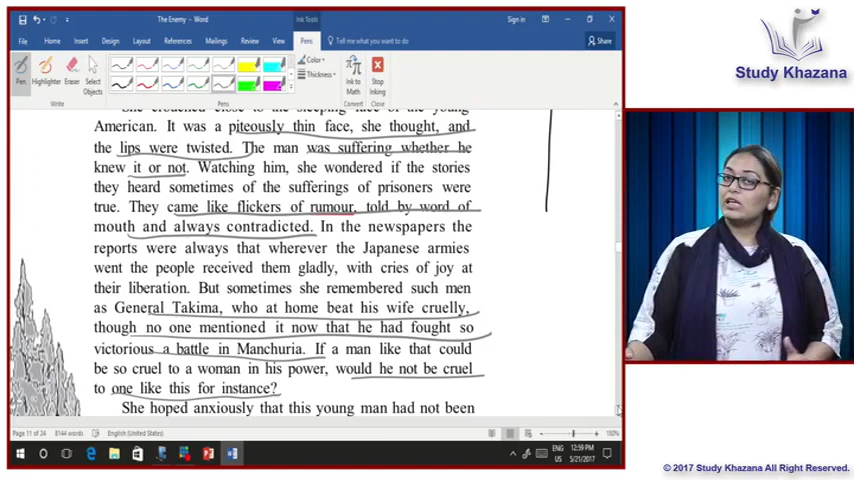 The Enemy - Word
Ink Tools
Sign in
File
Home
Insert
Design
Layout
References
Mailings
Review
View
Pens
Tell me what you want to do
Share
Pen
Highlighter
Eraser
Select Objects
Color
Thickness
Ink to Math
Stop Inking
Write
Pens
Convert
Close
Study Khazana
She crouched close to the sleeping face of the young
American. It was a piteously thin face, she thought, and
the lips were twisted. The man was suffering whether he
knew it or not. Watching him, she wondered if the stories
they heard sometimes of the sufferings of prisoners were
true. They came like flickers of rumour, told by word of
mouth and always contradicted. In the newspapers the
reports were always that wherever the Japanese armies
went the people received them gladly, with cries of joy at
their liberation. But sometimes she remembered such men
as General Takima, who at home beat his wife cruelly,
though no one mentioned it now that he had fought so
victorious a battle in Manchuria. If a man like that could
be so cruel to a woman in his power, would he not be cruel
to one like this for instance?
She hoped anxiously that this young man had not been
Page 11 of 24
8144 words
English (United States)
100%
ENG
US
12:59 PM
5/21/2017
© 2017 Study Khazana All Right Reserved.